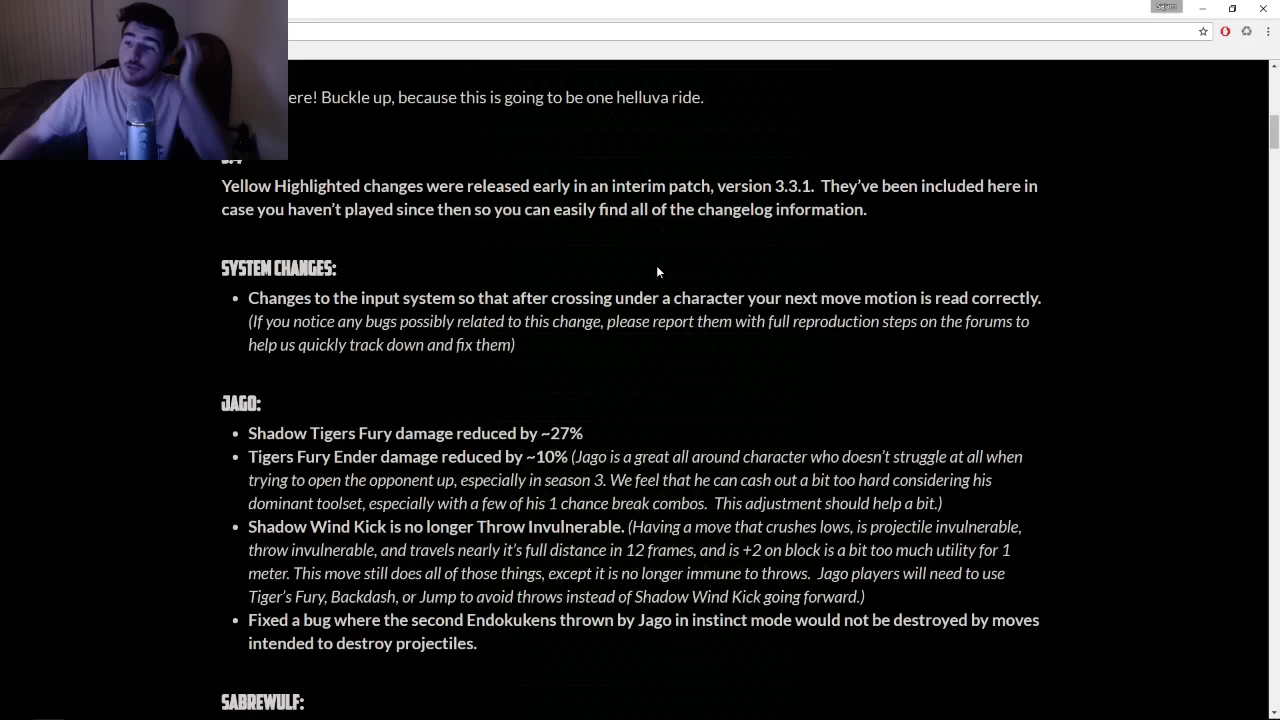 Sajam
ere! Buckle up, because this is going to be one helluva ride.
Yellow Highlighted changes were released early in an interim patch, version 3.3.1. They've been included here in
case you haven't played since then so you can easily find all of the changelog information.
SYSTEM CHANGES:
• Changes to the input system so that after crossing under a character your next move motion is read correctly.
(If you notice any bugs possibly related to this change, please report them with full reproduction steps on the forums to
help us quickly track down and fix them)
JAGO:
• Shadow Tigers Fury damage reduced by ~27%
• Tigers Fury Ender damage reduced by ~10% (Jago is a great all around character who doesn't struggle at all when
trying to open the opponent up, especially in season 3. We feel that he can cash out a bit too hard considering his
dominant toolset, especially with a few of his 1 chance break combos. This adjustment should help a bit.)
• Shadow Wind Kick is no longer Throw Invulnerable. (Having a move that crushes lows, is projectile invulnerable,
throw invulnerable, and travels nearly it's full distance in 12 frames, and is +2 on block is a bit too much utility for 1
meter. This move still does all of those things, except it is no longer immune to throws. Jago players will need to use
Tiger's Fury, Backdash, or Jump to avoid throws instead of Shadow Wind Kick going forward.)
• Fixed a bug where the second Endokukens thrown by Jago in instinct mode would not be destroyed by moves
intended to destroy projectiles.
SABREWULF: